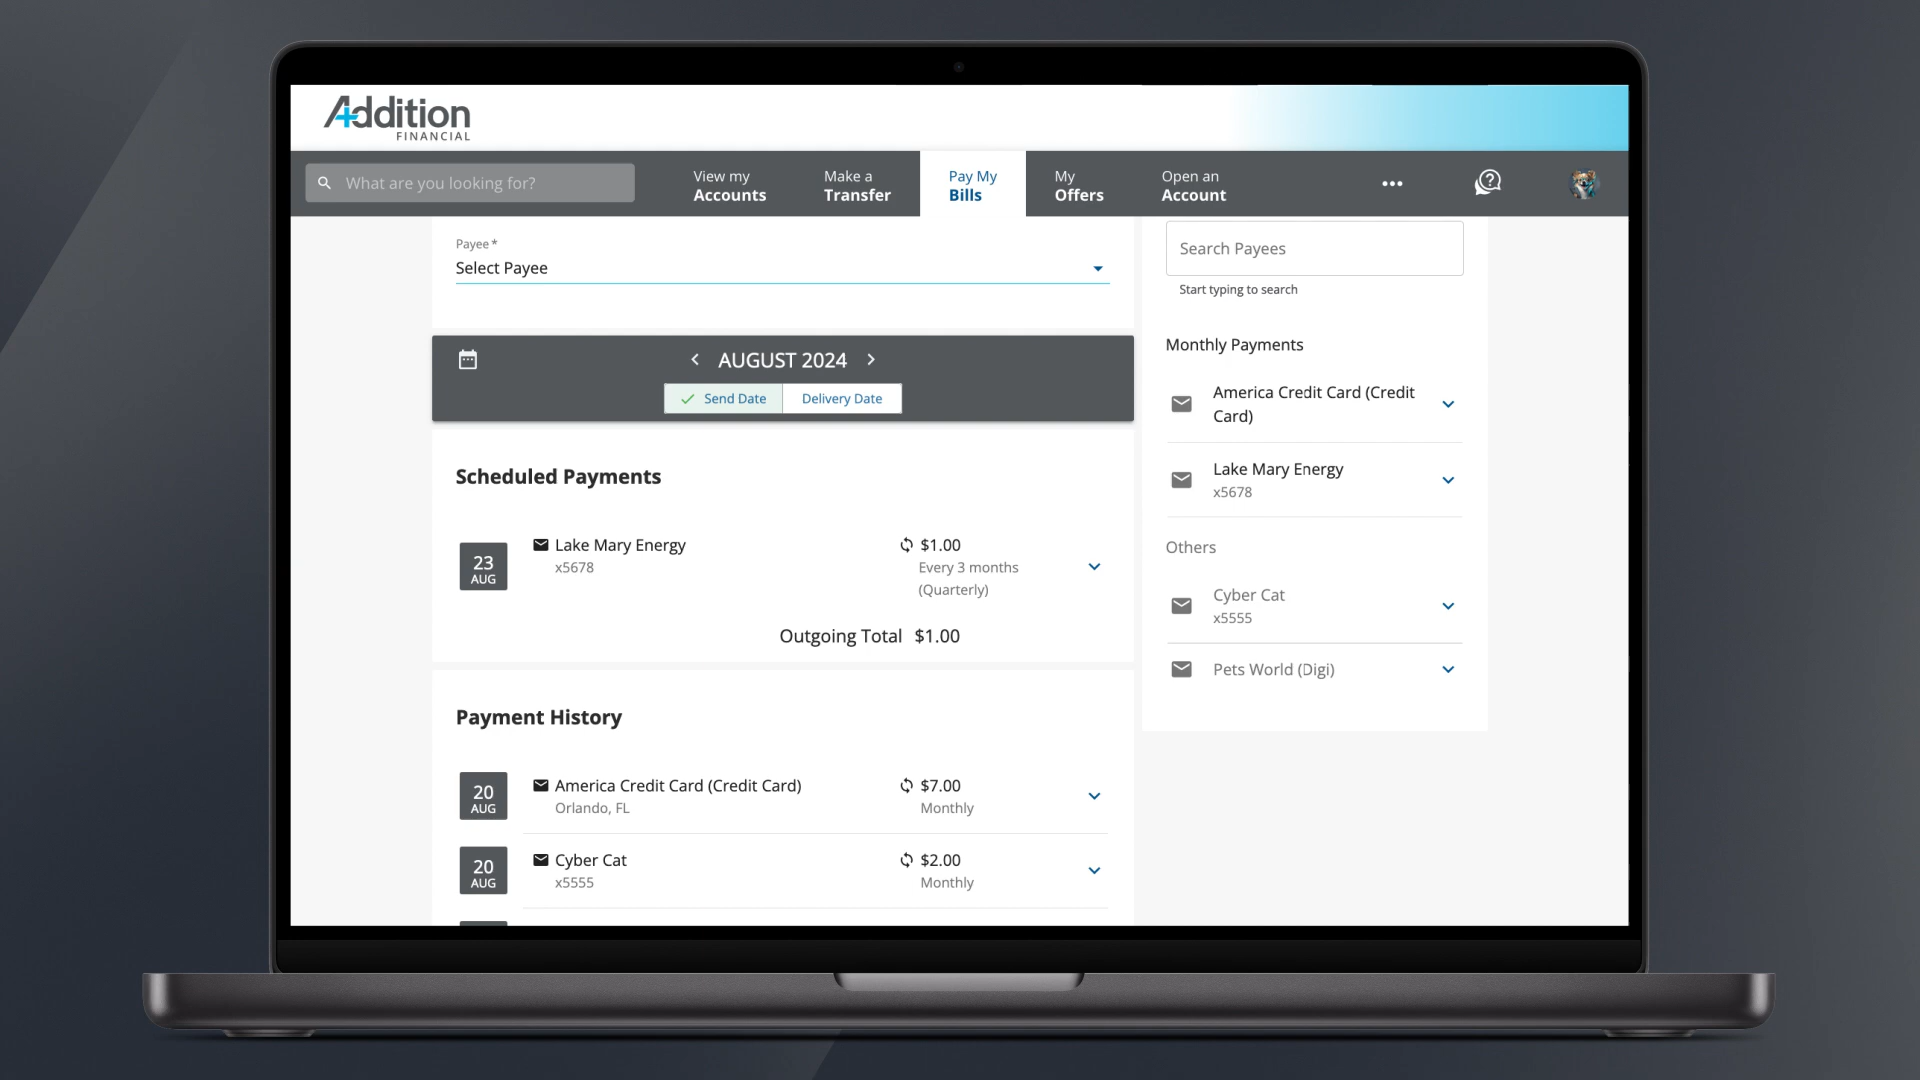 Addition
FINANCIAL
What are you looking for?
View my
Accounts
Make a
Transfer
Pay My
Bills
My
Offers
Open an
Account
Payee *
Select Payee
AUGUST 2024
Send Date
Delivery Date
Scheduled Payments
23
AUG
Lake Mary Energy
x5678
$1.00
Every 3 months
(Quarterly)
Outgoing Total $1.00
Payment History
20
AUG
America Credit Card (Credit Card)
Orlando, FL
$7.00
Monthly
20
AUG
Cyber Cat
x5555
$2.00
Monthly
Search Payees
Start typing to search
Monthly Payments
America Credit Card (Credit
Card)
Lake Mary Energy
x5678
Others
Cyber Cat
x5555
Pets World (Digi)